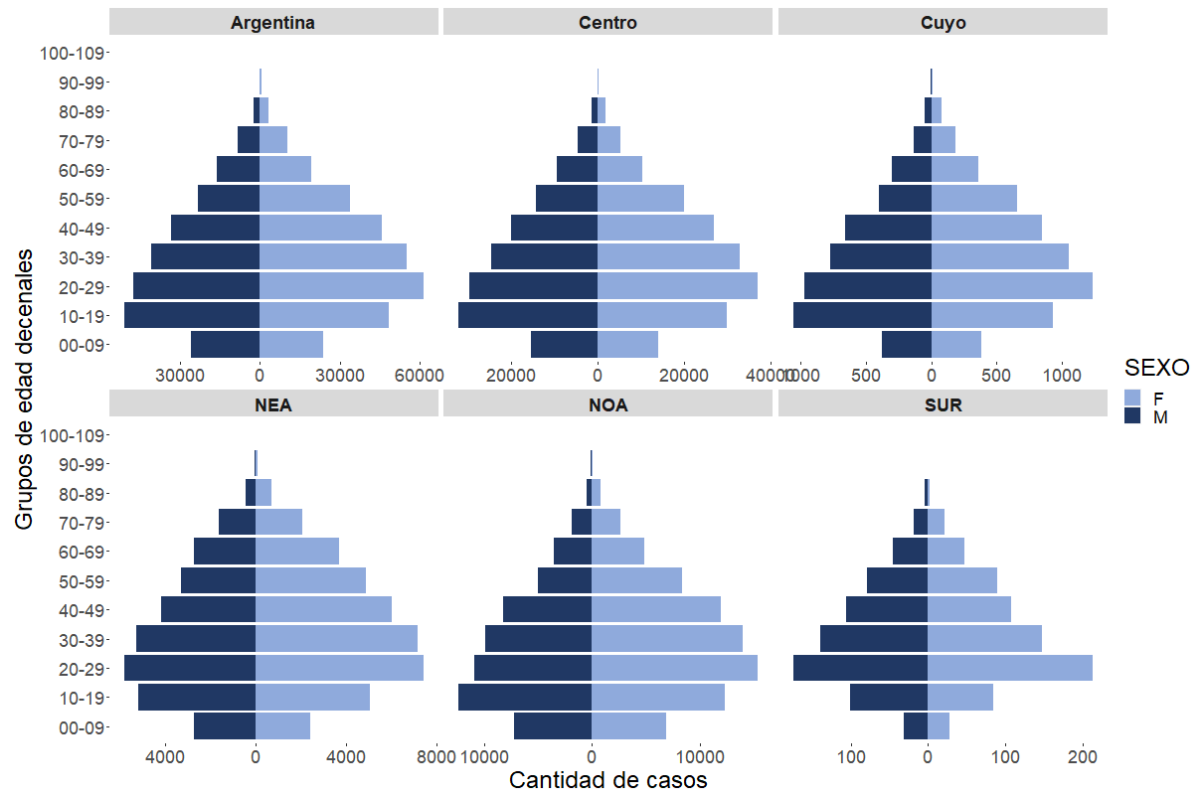 Argentina
Centro
Cuyo
100-109
90-99
80-89
70-79
60-69
50-59
40-49
30-39
20-29
10-19
00-09
30000 0 30000 60000
20000 0 20000 40000
1000 500 0 500 1000
NEA
NOA
SUR
100-109
90-99
80-89
70-79
60-69
50-59
40-49
30-39
20-29
10-19
00-09
4000 0 4000 8000
10000 0 10000
100 0 100 200
Grupos de edad decenales
Cantidad de casos
SEXO
F
M